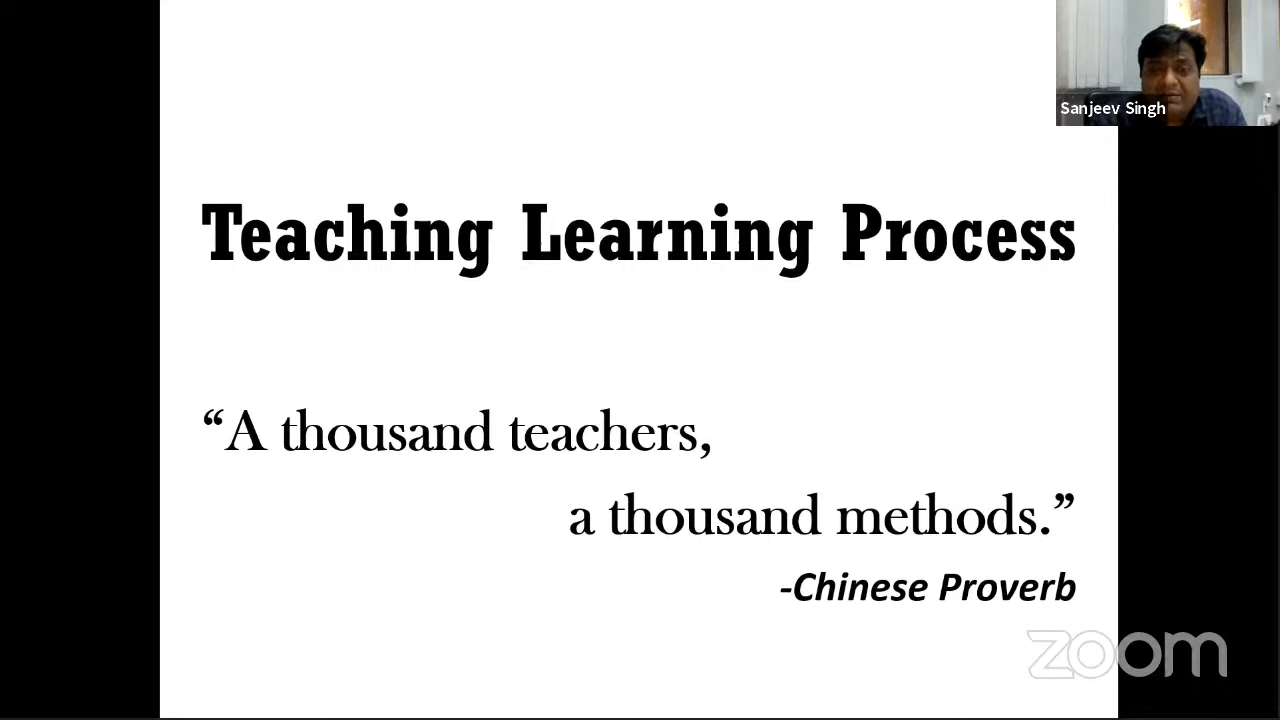 Sanjeev Singh
Teaching Learning Process
“A thousand teachers,
a thousand methods.”
-Chinese Proverb
zoom